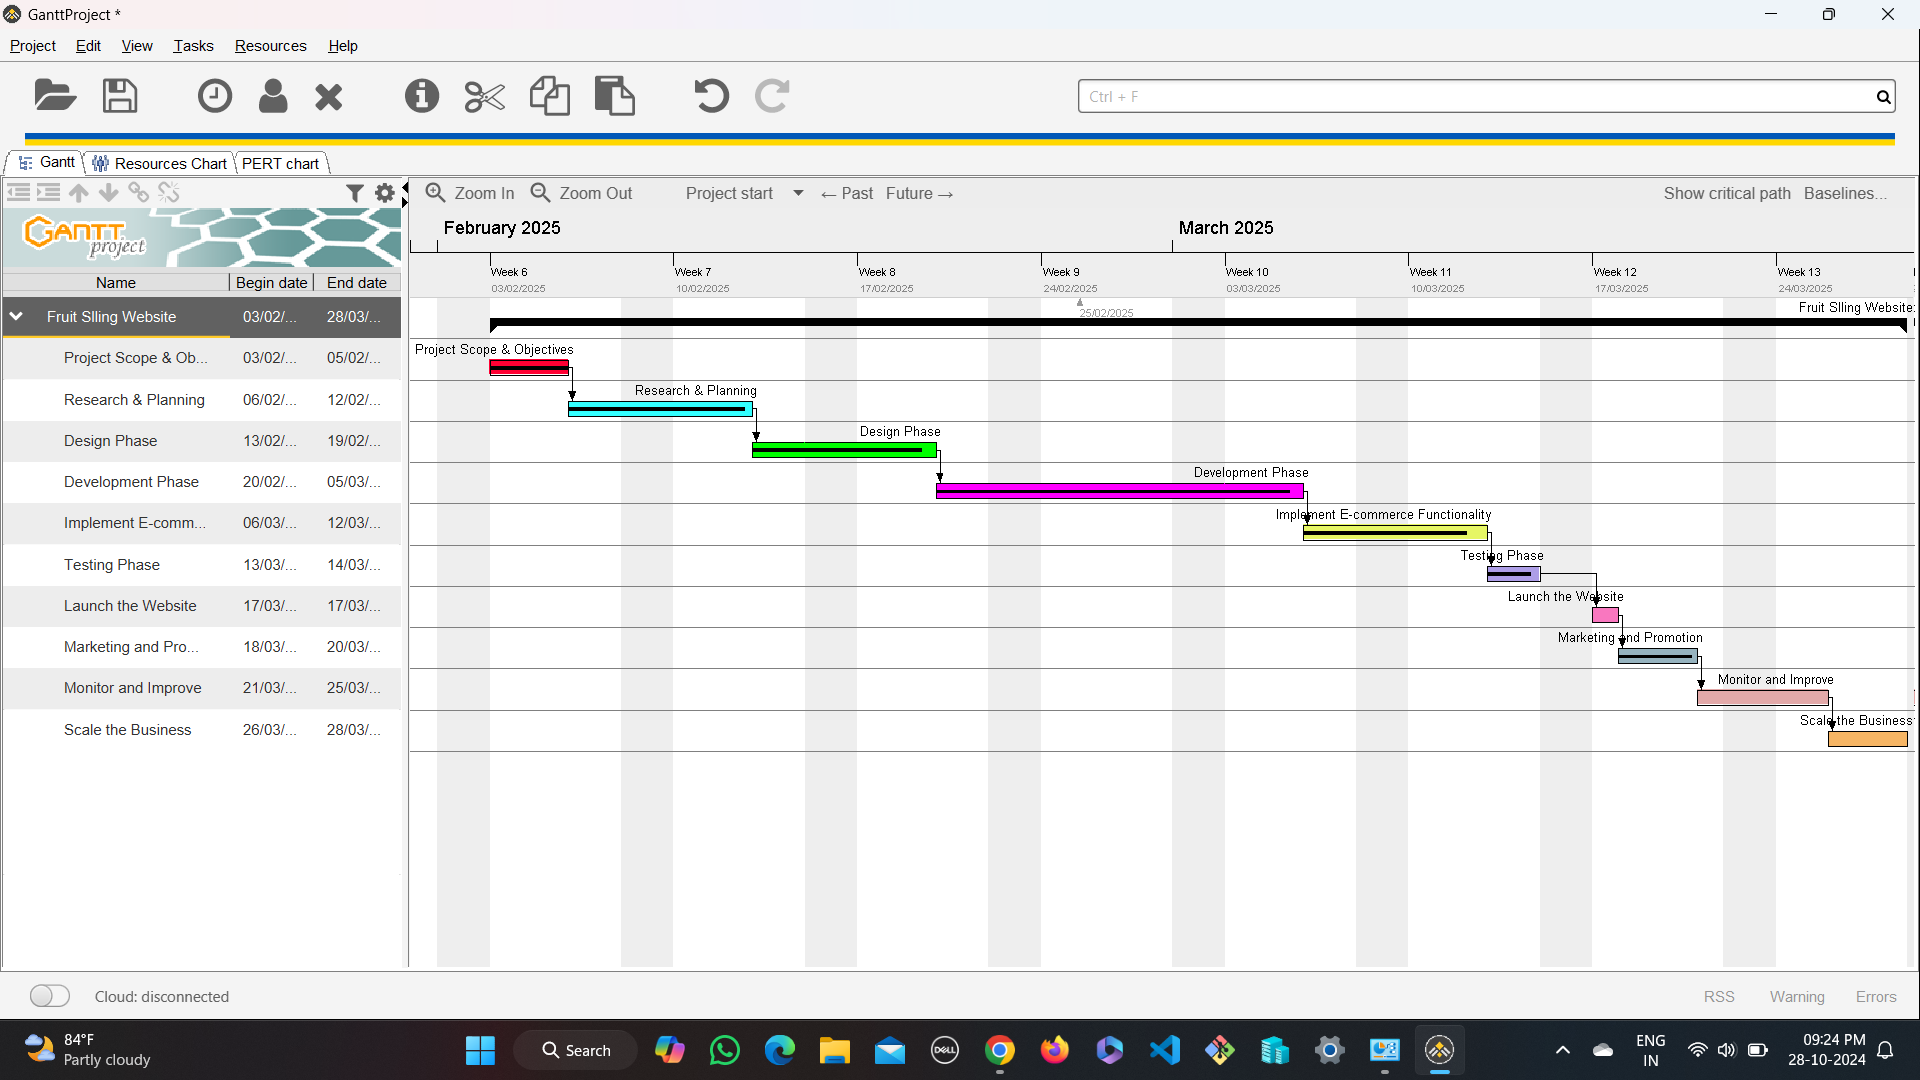 GanttProject *
Project Edit View Tasks Resources Help
Ctrl + F
Gantt Resources Chart PERT chart
Zoom In Zoom Out Project start ← Past Future → Show critical path Baselines...
GANTT project
February 2025 March 2025
Name Begin date End date
Week 6 Week 7 Week 8 Week 9 Week 10 Week 11 Week 12 Week 13
03/02/2025 10/02/2025 17/02/2025 24/02/2025 03/03/2025 10/03/2025 17/03/2025 24/03/2025
25/02/2025
Fruit Slling Website 03/02/... 28/03/... Fruit Slling Website
Project Scope & Ob... 03/02/... 05/02/... Project Scope & Objectives
Research & Planning 06/02/... 12/02/... Research & Planning
Design Phase 13/02/... 19/02/... Design Phase
Development Phase 20/02/... 05/03/... Development Phase
Implement E-comm... 06/03/... 12/03/... Implement E-commerce Functionality
Testing Phase 13/03/... 14/03/... Testing Phase
Launch the Website 17/03/... 17/03/... Launch the Website
Marketing and Pro... 18/03/... 20/03/... Marketing and Promotion
Monitor and Improve 21/03/... 25/03/... Monitor and Improve
Scale the Business 26/03/... 28/03/... Scale the Business
Cloud: disconnected RSS Warning Errors
84°F
Partly cloudy
Search
DELL
ENG
IN
09:24 PM
28-10-2024